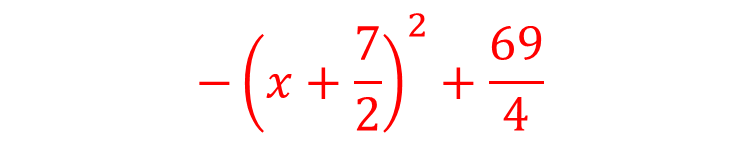 −(x + 7/2)² + 69/4